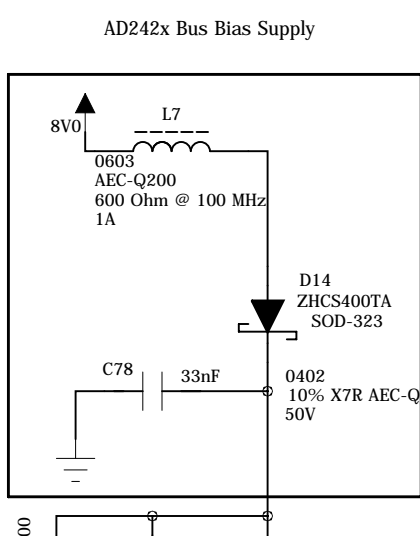 AD242x Bus Bias Supply
L7
8V0
0603
AEC-Q200
600 Ohm @ 100 MHz
1A
D14
ZHCS400TA
SOD-323
C78
33nF
0402
10% X7R AEC-Q
50V
00